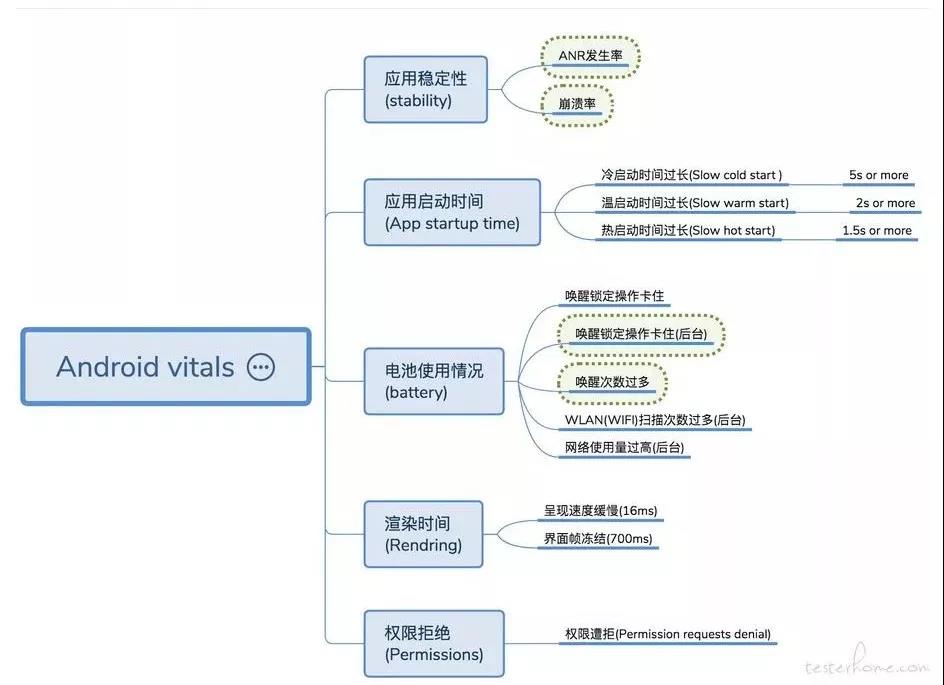 Android vitals
应用稳定性
(stability)
ANR发生率
崩溃率
应用启动时间
(App startup time)
冷启动时间过长(Slow cold start )
5s or more
温启动时间过长(Slow warm start)
2s or more
热启动时间过长(Slow hot start)
1.5s or more
电池使用情况
(battery)
唤醒锁定操作卡住
唤醒锁定操作卡住(后台)
唤醒次数过多
WLAN(WIFI)扫描次数过多(后台)
网络使用量过高(后台)
渲染时间
(Rendring)
呈现速度缓慢(16ms)
界面帧冻结(700ms)
权限拒绝
(Permissions)
权限遭拒(Permission requests denial)
testerhome.com